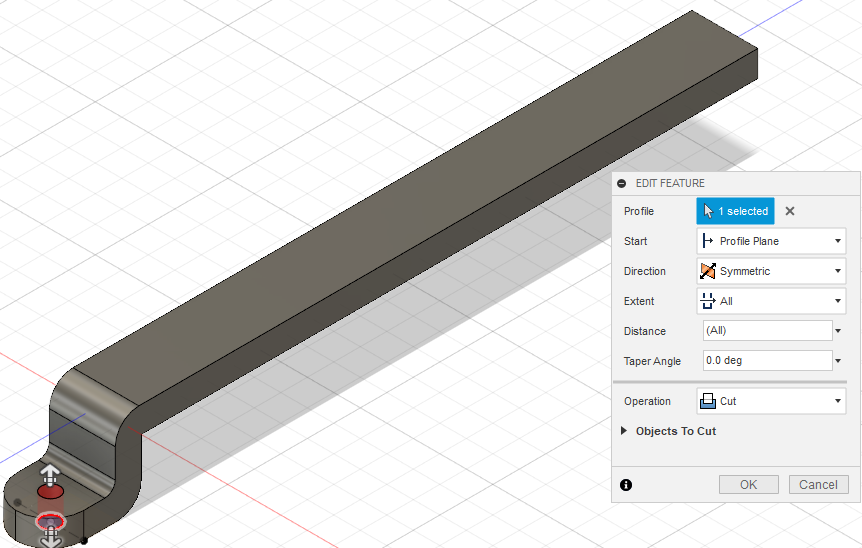 EDIT FEATURE
Profile 1 selected
Start Profile Plane
Direction Symmetric
Extent All
Distance (All)
Taper Angle 0.0 deg
Operation Cut
Objects To Cut
OK Cancel